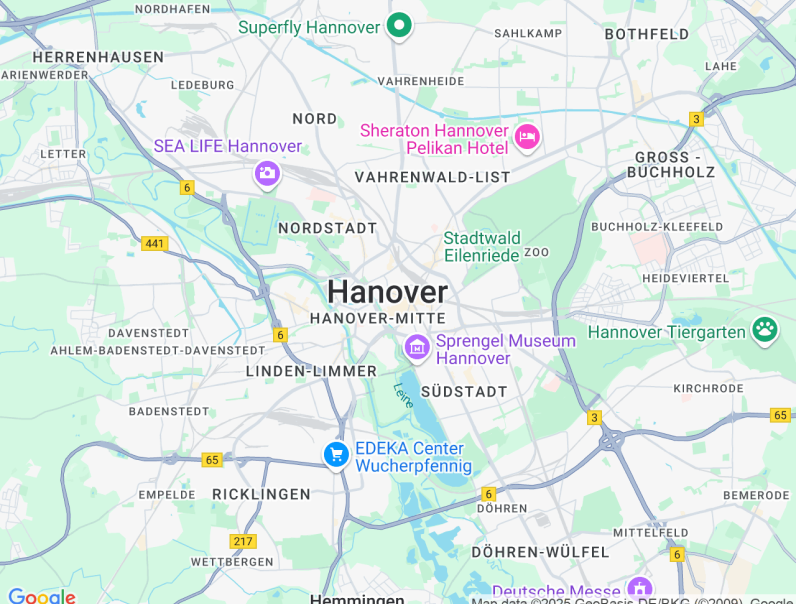 NORDHAFEN
Superfly Hannover
SAHLKAMP
BOTHFELD
HERRENHAUSEN
LAHE
ARIENWERDER
LEDEBURG
VAHRENHEIDE
NORD
3
Sheraton Hannover
Pelikan Hotel
SEA LIFE Hannover
LETTER
GROSS -
BUCHHOLZ
VAHRENWALD-LIST
6
NORDSTADT
BUCHHOLZ-KLEEFELD
441
Stadtwald
Eilenriede
ZOO
HEIDEVIERTEL
Hanover
HANOVER-MITTE
DAVENSTEDT
6
Hannover Tiergarten
Sprengel Museum
Hannover
AHLEM-BADENSTEDT-DAVENSTEDT
LINDEN-LIMMER
Leine
SÜDSTADT
KIRCHRODE
BADENSTEDT
3
65
EDEKA Center
Wucherpfennig
65
EMPELDE
RICKLINGEN
6
BEMERODE
DÖHREN
MITTELFELD
217
WETTBERGEN
DÖHREN-WÜLFEL
6
Deutsche Messe
Google
Hemmingen
Map data ©2025 GeoBasis-DE/BKG (©2009), Google